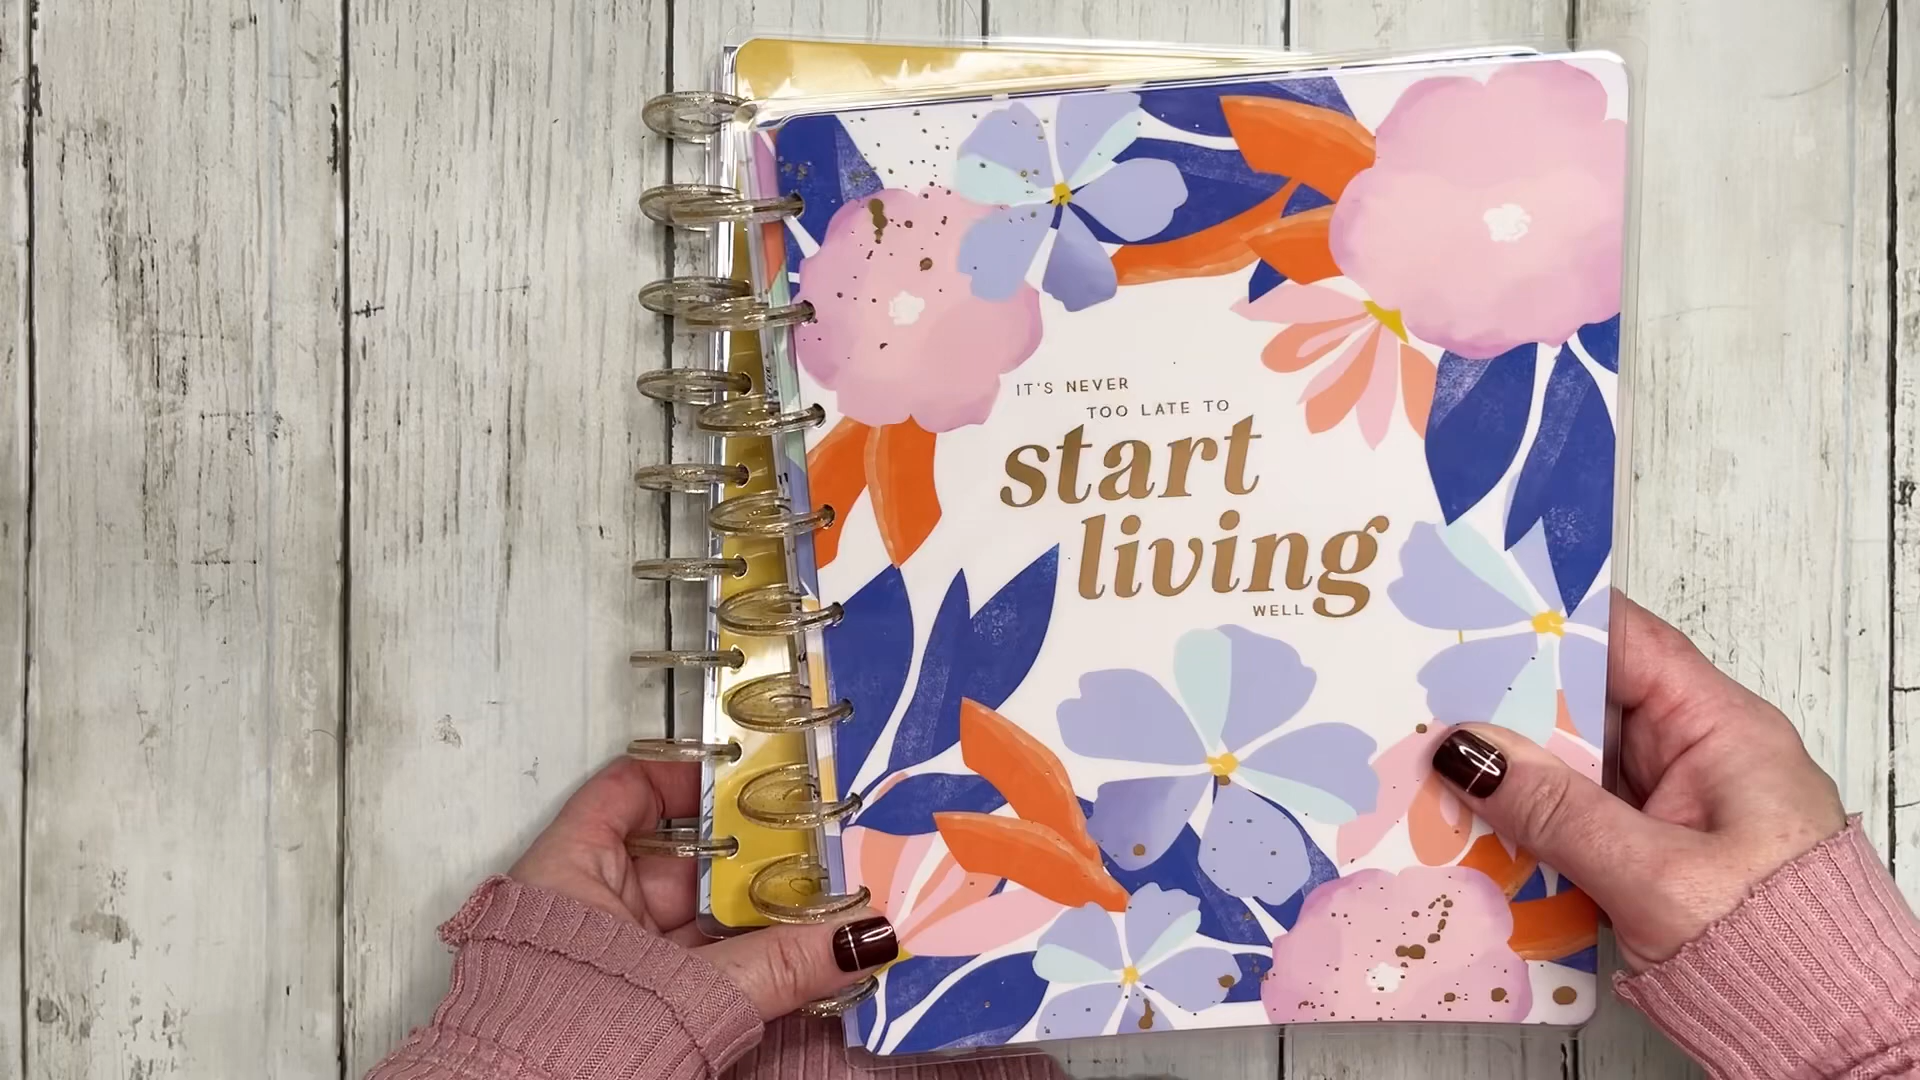 IT'S NEVER
TOO LATE TO
start
living
WELL